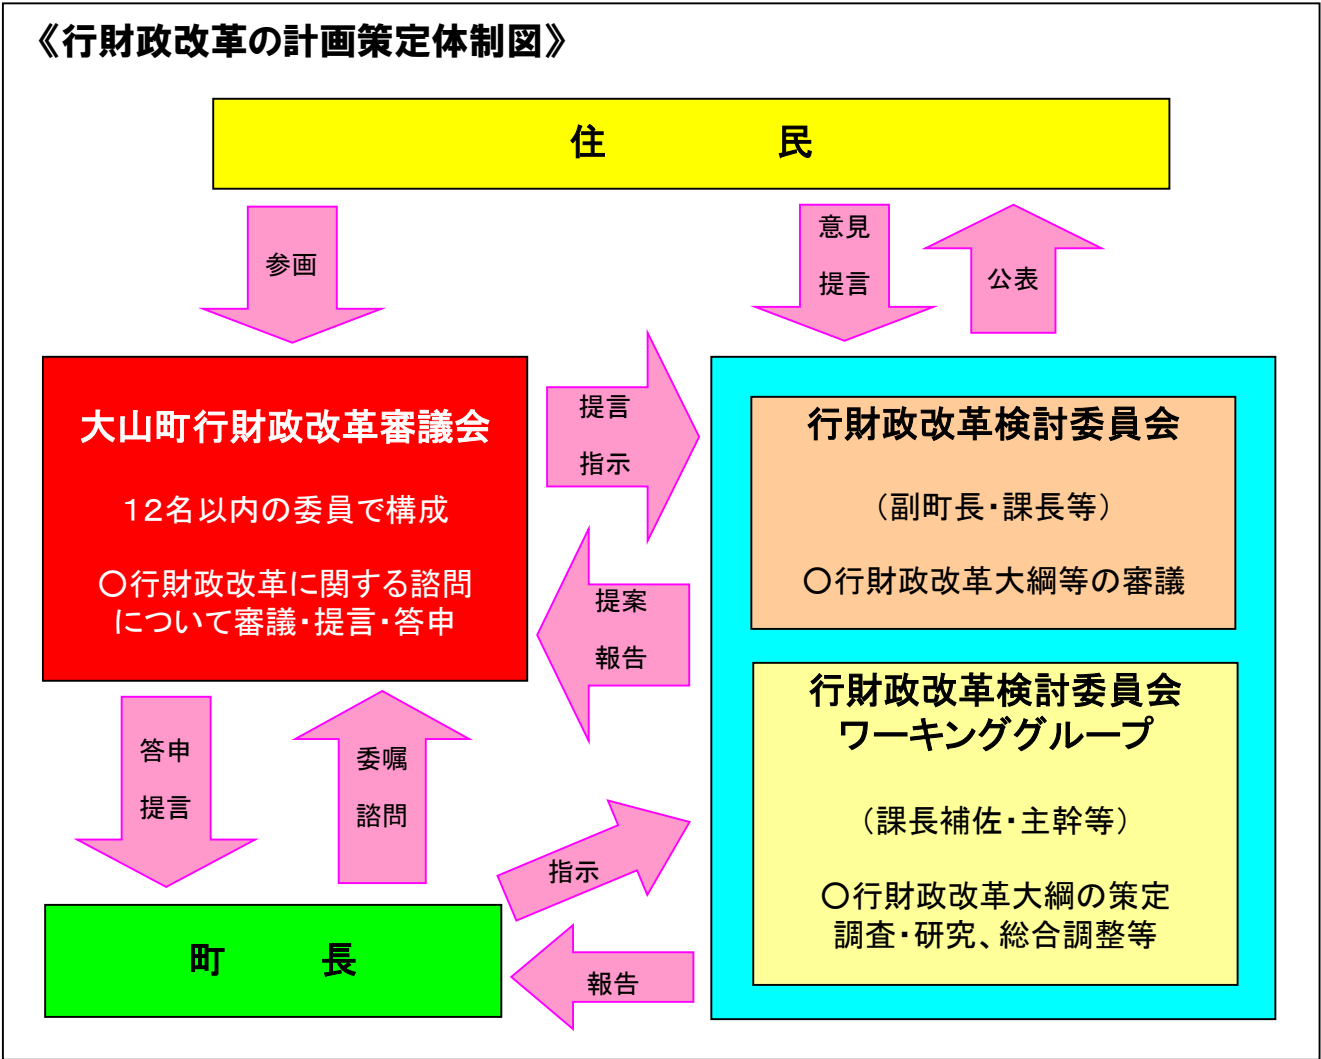 《行財政改革の計画策定体制図》
住　　　　民
参画
意見
提言
公表
大山町行財政改革審議会
１２名以内の委員で構成
○行財政改革に関する諮問
について審議・提言・答申
提言
指示
提案
報告
行財政改革検討委員会
（副町長・課長等）
○行財政改革大綱等の審議
行財政改革検討委員会
ワーキンググループ
（課長補佐・主幹等）
○行財政改革大綱の策定
調査・研究、総合調整等
答申
提言
委嘱
諮問
指示
報告
町　　長